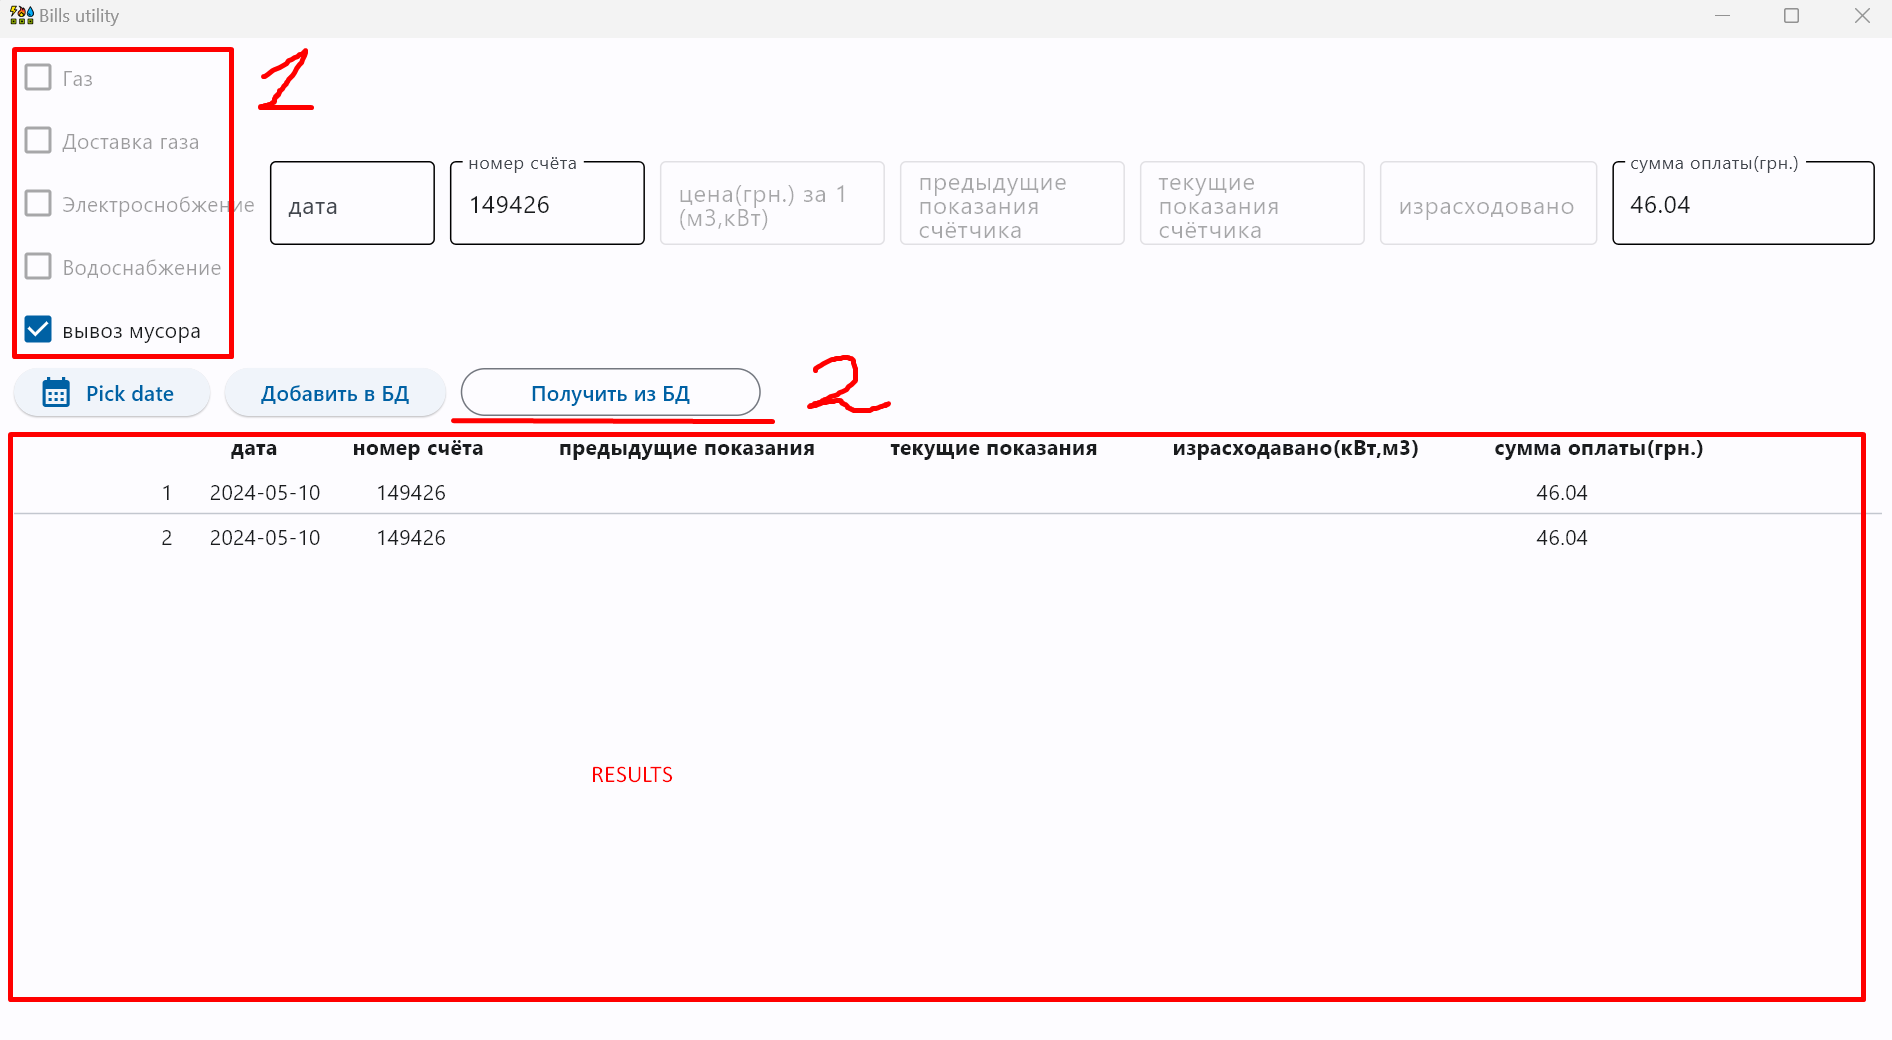 Bills utility
Газ
1
Доставка газа
Электроснобжение
Водоснабжение
вывоз мусора
дата
номер счёта
149426
цена(грн.) за 1
(м3,кВт)
предыдущие
показания
счётчика
текущие
показания
счётчика
израсходовано
сумма оплаты(грн.)
46.04
Pick date
Добавить в БД
Получить из БД
2
дата номер счёта предыдущие показания текущие показания израсходавано(кВт,м3) сумма оплаты(грн.)
1 2024-05-10 149426 46.04
2 2024-05-10 149426 46.04
RESULTS